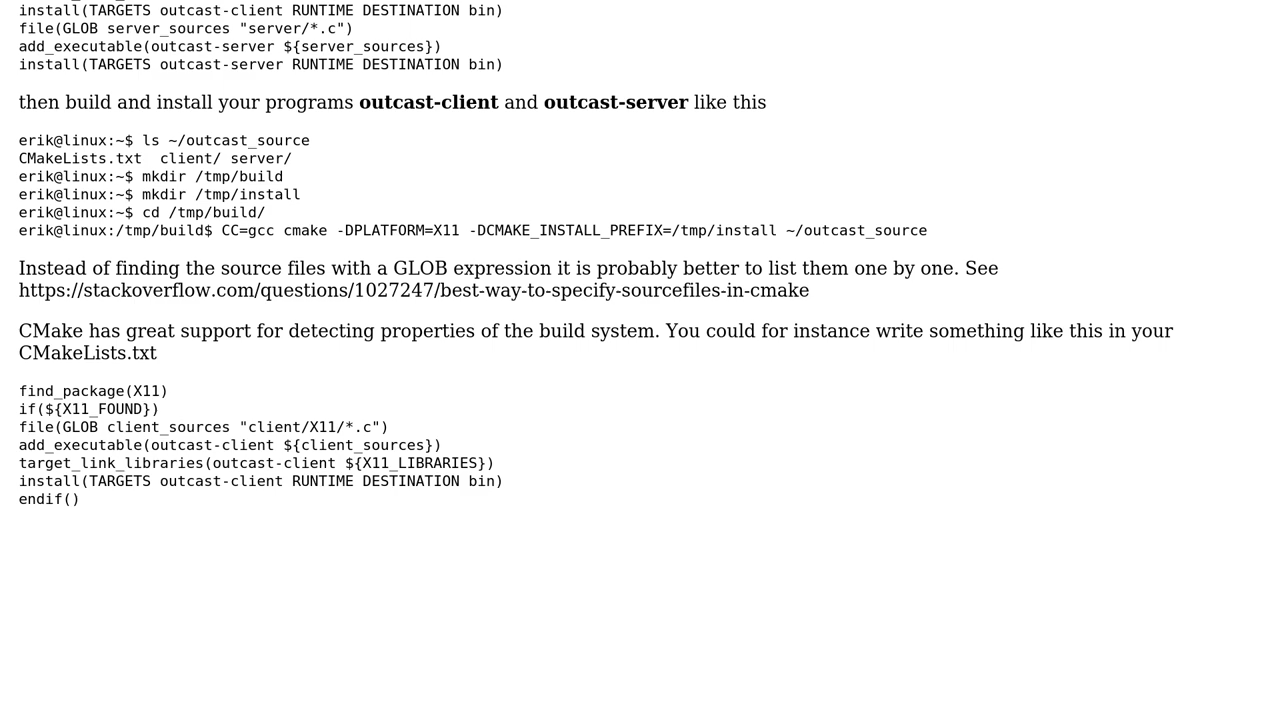 install(TARGETS outcast-client RUNTIME DESTINATION bin)
file(GLOB server_sources "server/*.c")
add_executable(outcast-server ${server_sources})
install(TARGETS outcast-server RUNTIME DESTINATION bin)
then build and install your programs outcast-client and outcast-server like this
erik@linux:~$ ls ~/outcast_source
CMakeLists.txt  client/ server/
erik@linux:~$ mkdir /tmp/build
erik@linux:~$ mkdir /tmp/install
erik@linux:~$ cd /tmp/build/
erik@linux:/tmp/build$ CC=gcc cmake -DPLATFORM=X11 -DCMAKE_INSTALL_PREFIX=/tmp/install ~/outcast_source
Instead of finding the source files with a GLOB expression it is probably better to list them one by one. See
https://stackoverflow.com/questions/1027247/best-way-to-specify-sourcefiles-in-cmake
CMake has great support for detecting properties of the build system. You could for instance write something like this in your
CMakeLists.txt
find_package(X11)
if(${X11_FOUND})
file(GLOB client_sources "client/X11/*.c")
add_executable(outcast-client ${client_sources})
target_link_libraries(outcast-client ${X11_LIBRARIES})
install(TARGETS outcast-client RUNTIME DESTINATION bin)
endif()